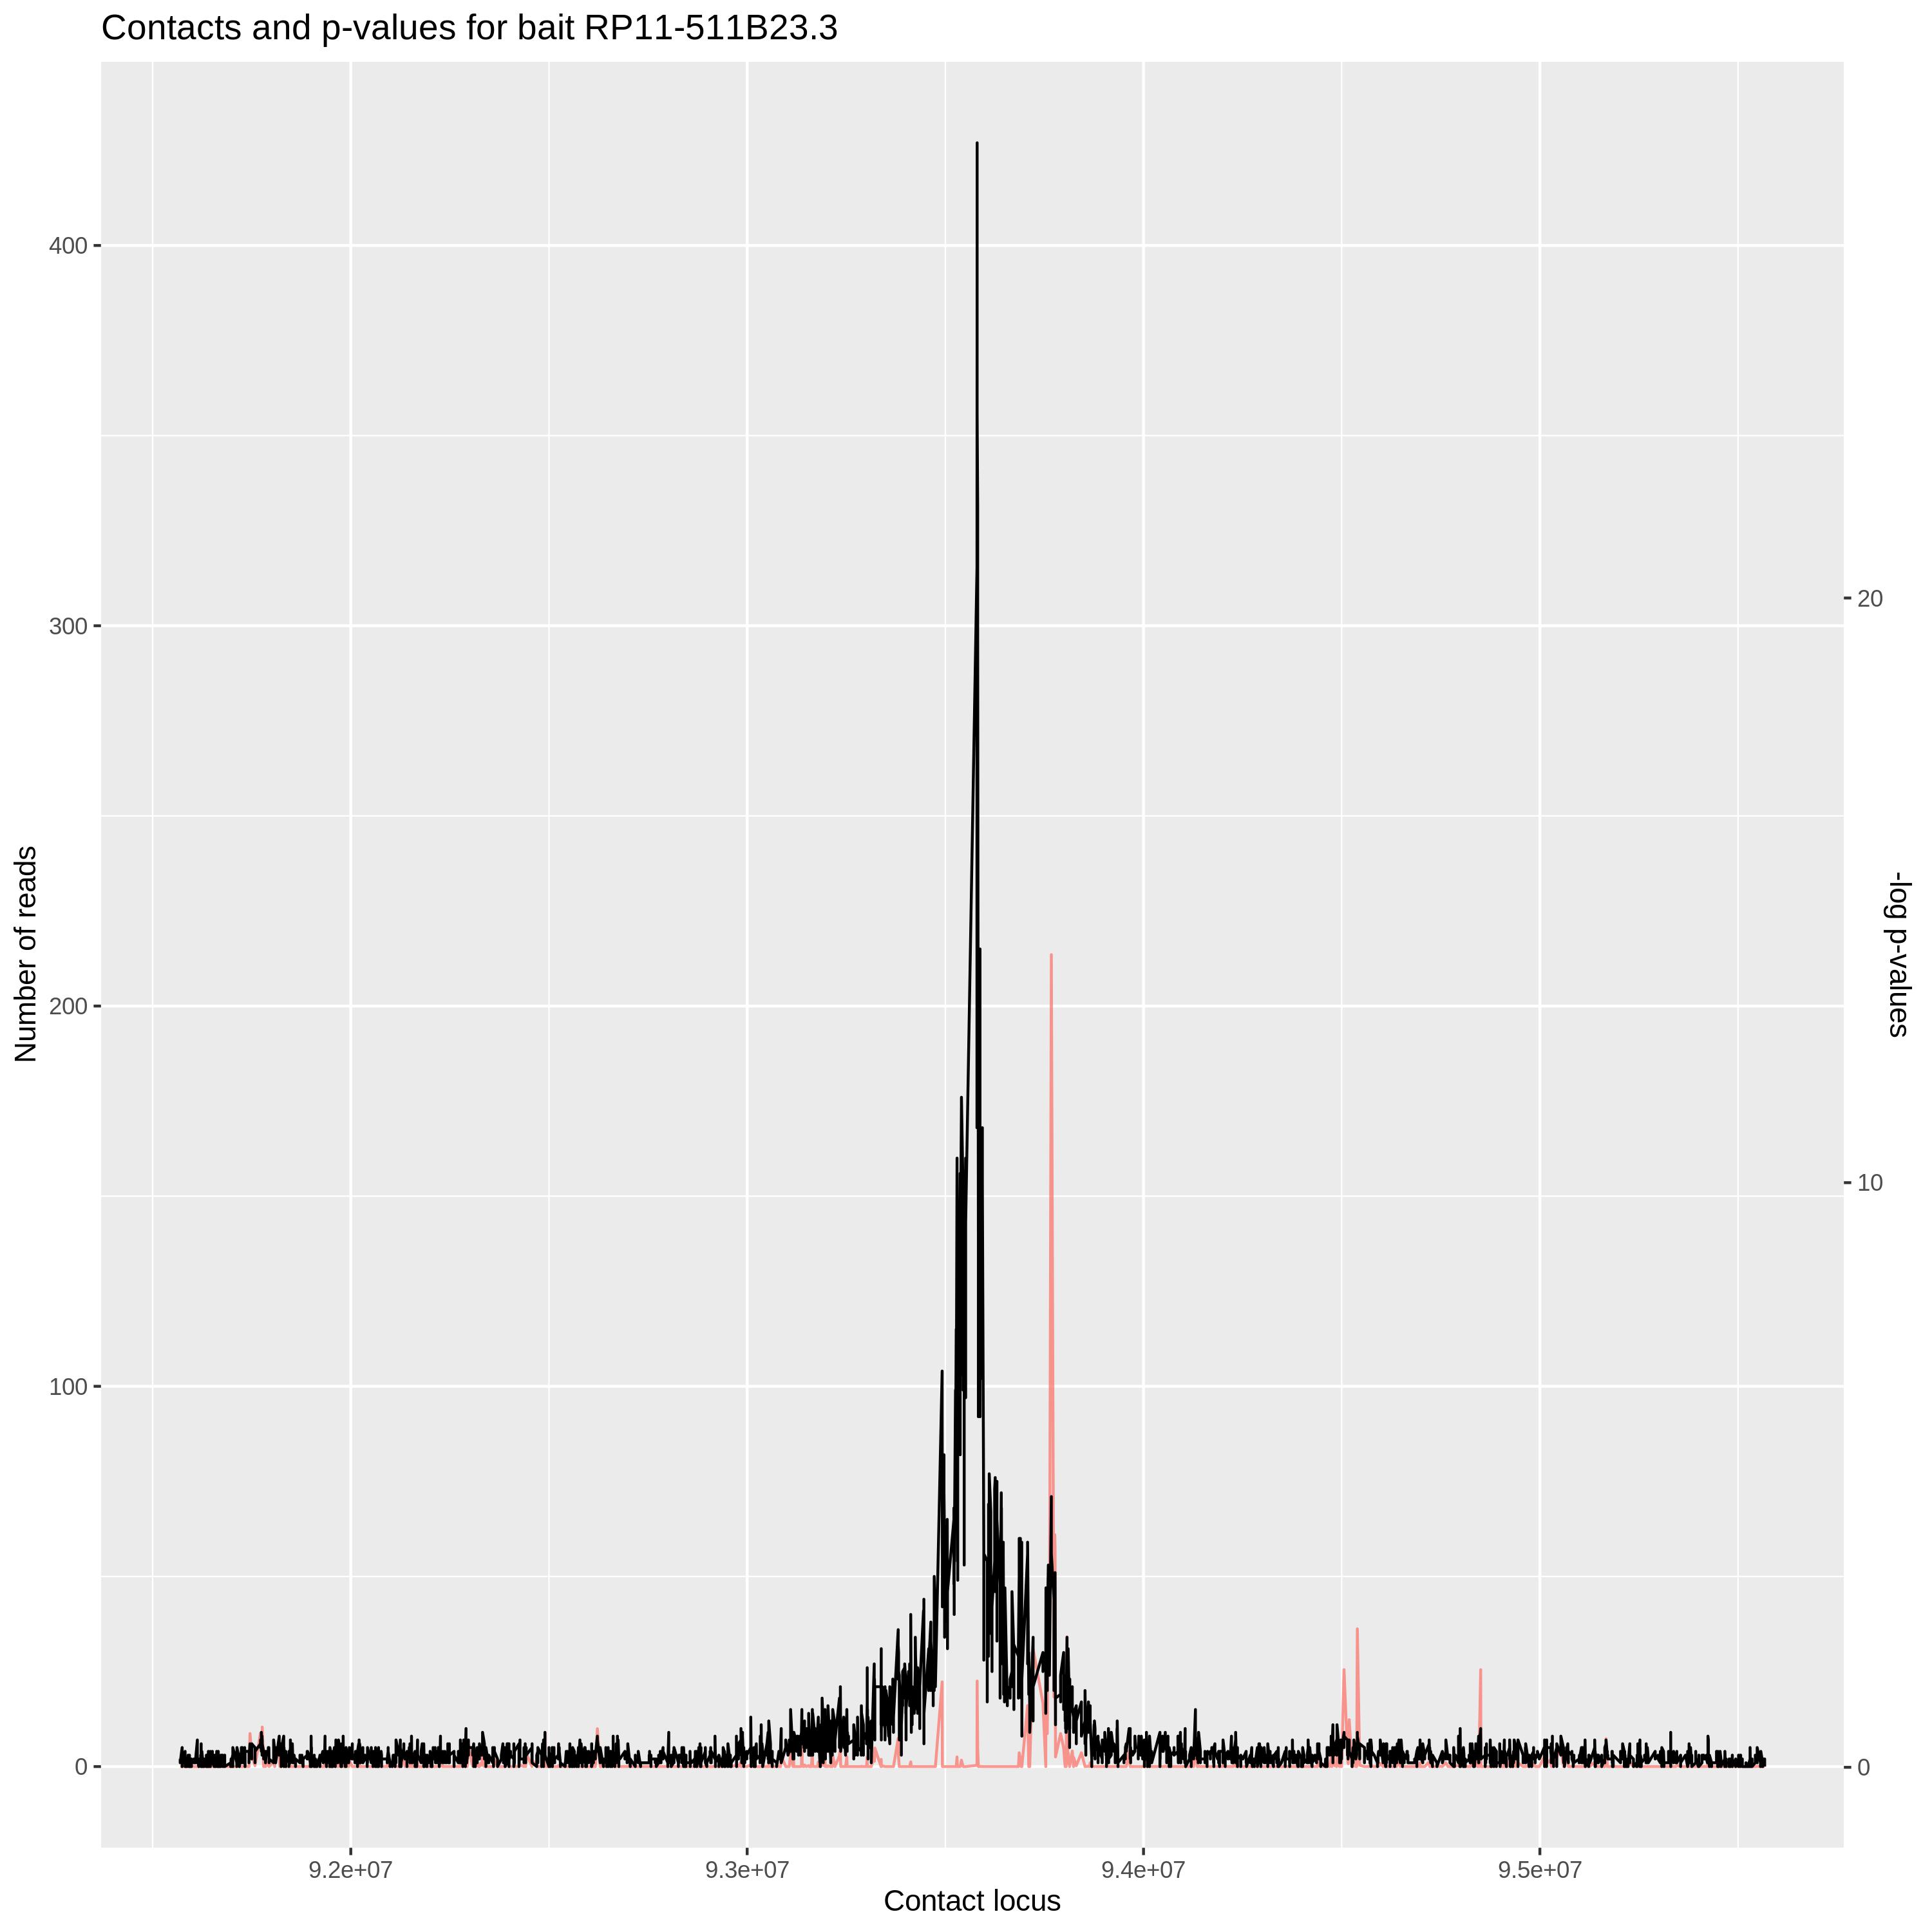 Contacts and p-values for bait RP11-511B23.3
400
300
200
100
0
20
10
0
Number of reads
-log p-values
9.2e+07
9.3e+07
9.4e+07
9.5e+07
Contact locus